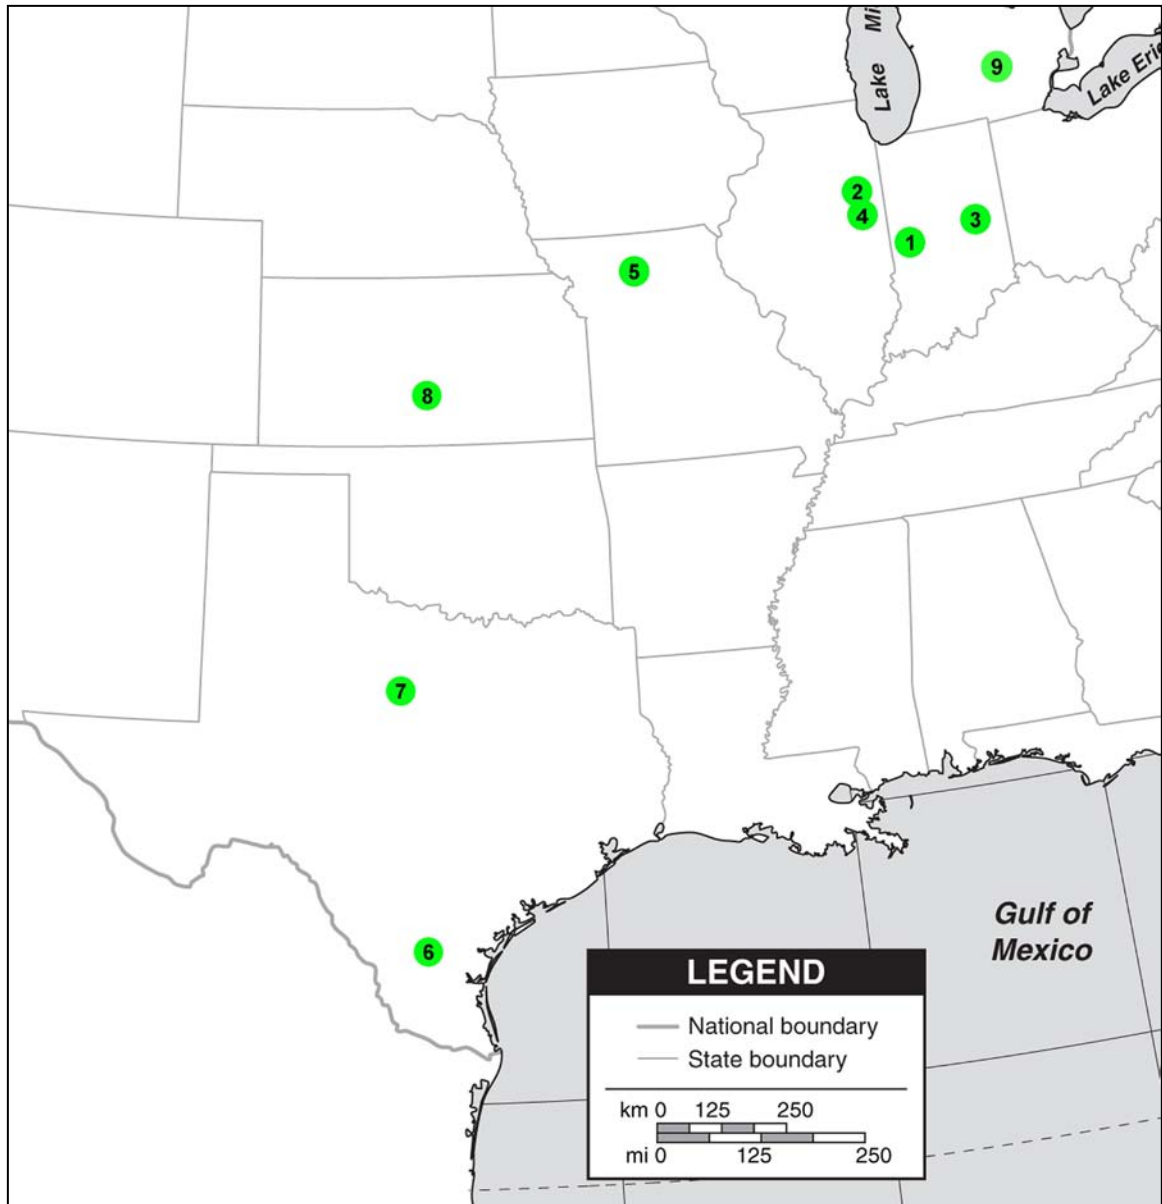 Lake Mi
9
Lake Erie
2
4
3
1
5
8
7
6
Gulf of
Mexico
LEGEND
National boundary
State boundary
km 0 125 250
mi 0 125 250